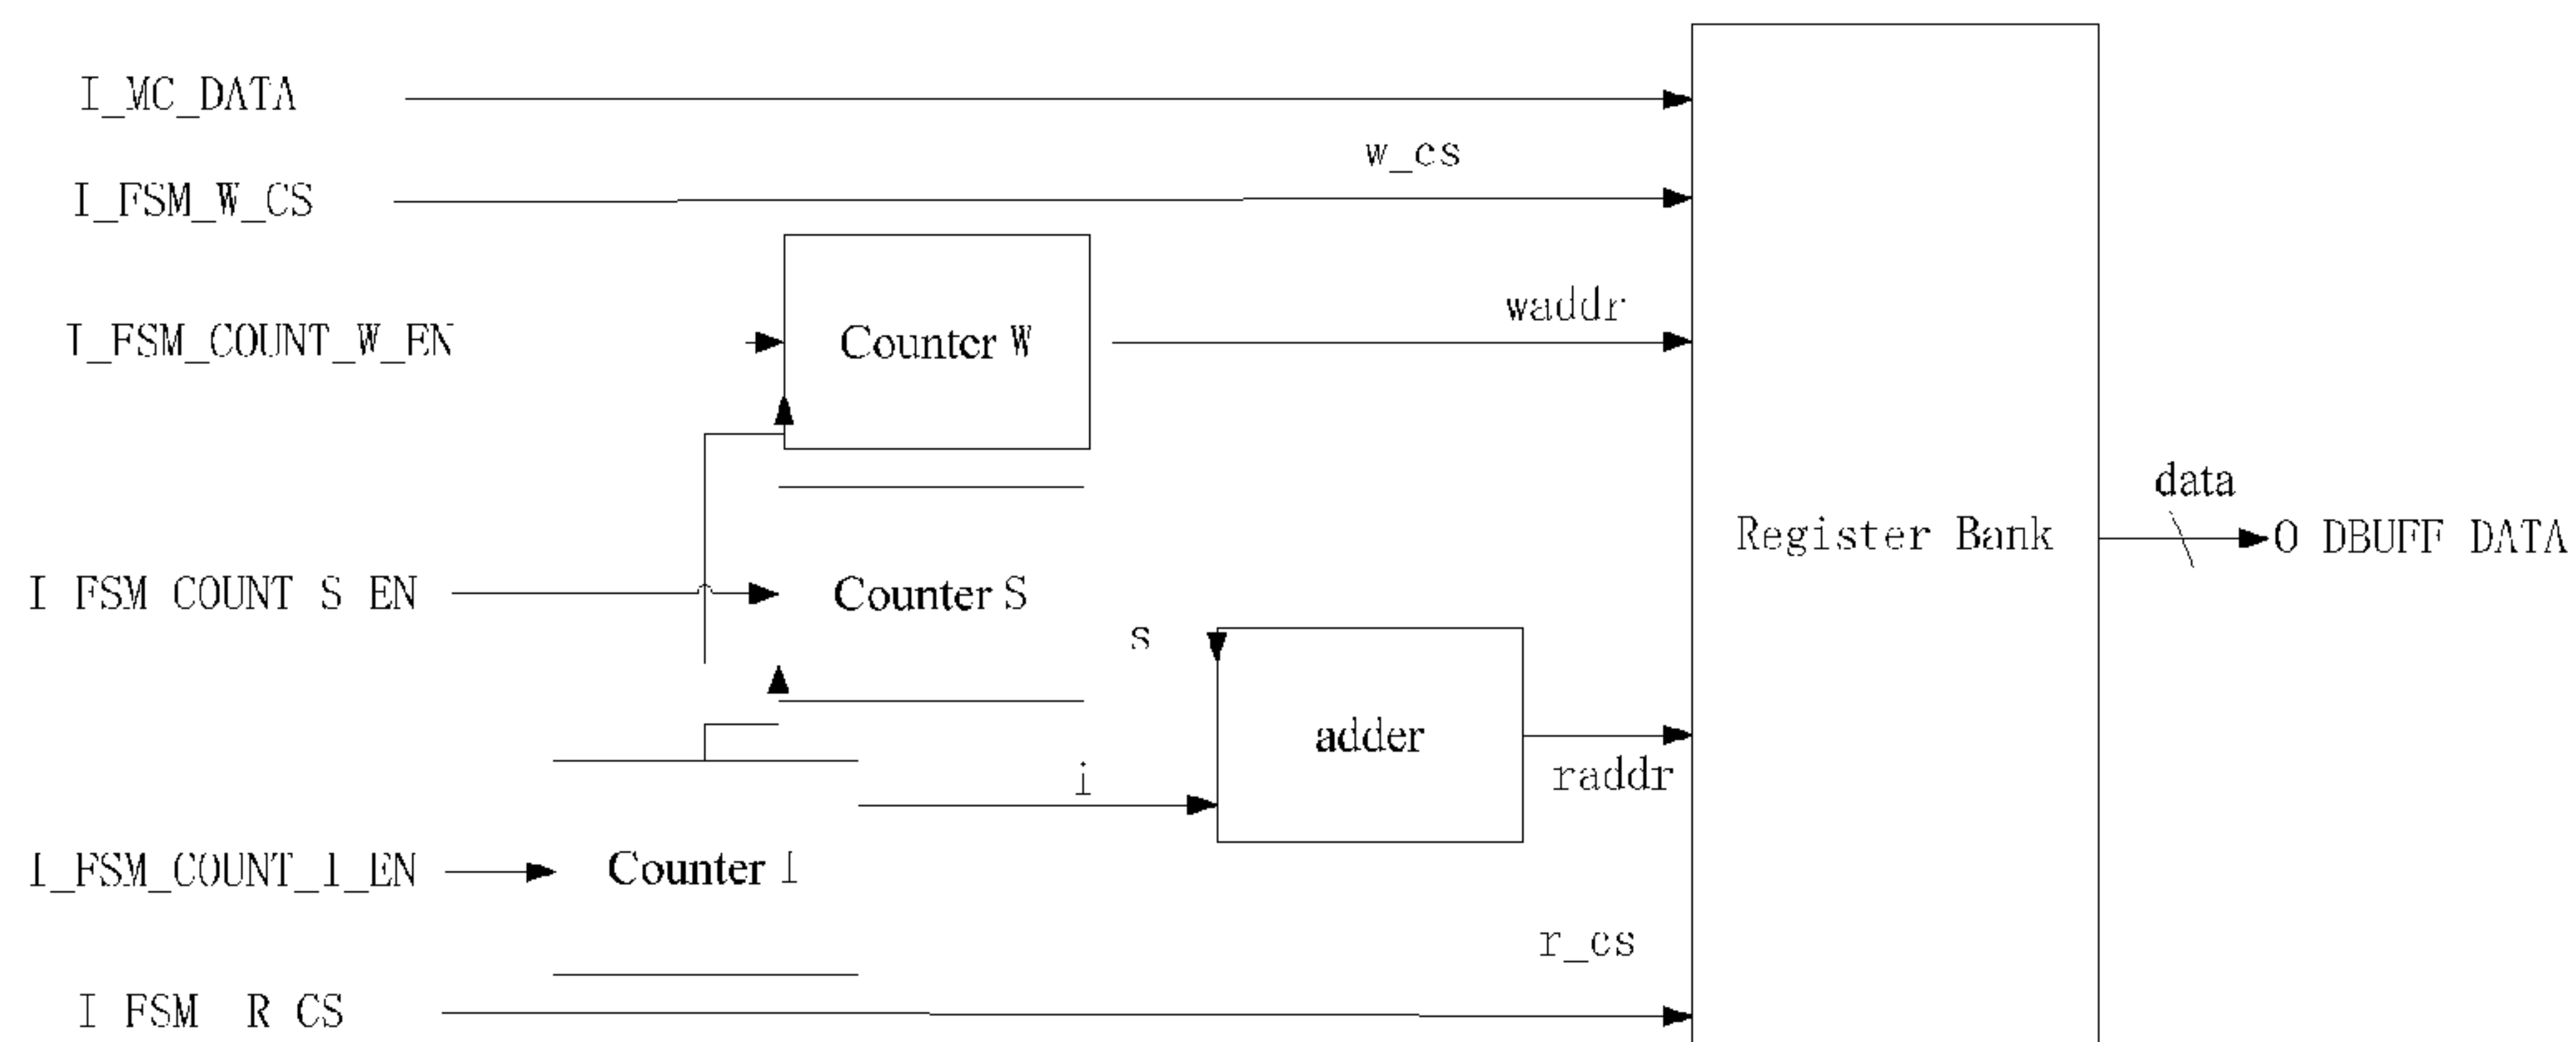 I_MC_DATA
w_cs
I_FSM_W_CS
waddr
I_FSM_COUNT_W_EN
Counter W
data
Register Bank
O DBUFF DATA
I FSM COUNT S EN
Counter S
s
adder
i
raddr
I_FSM_COUNT_I_EN
Counter I
r_cs
I FSM R CS